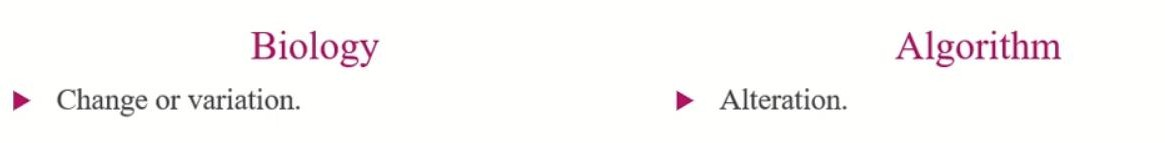 Biology
Algorithm
Change or variation.
Alteration.